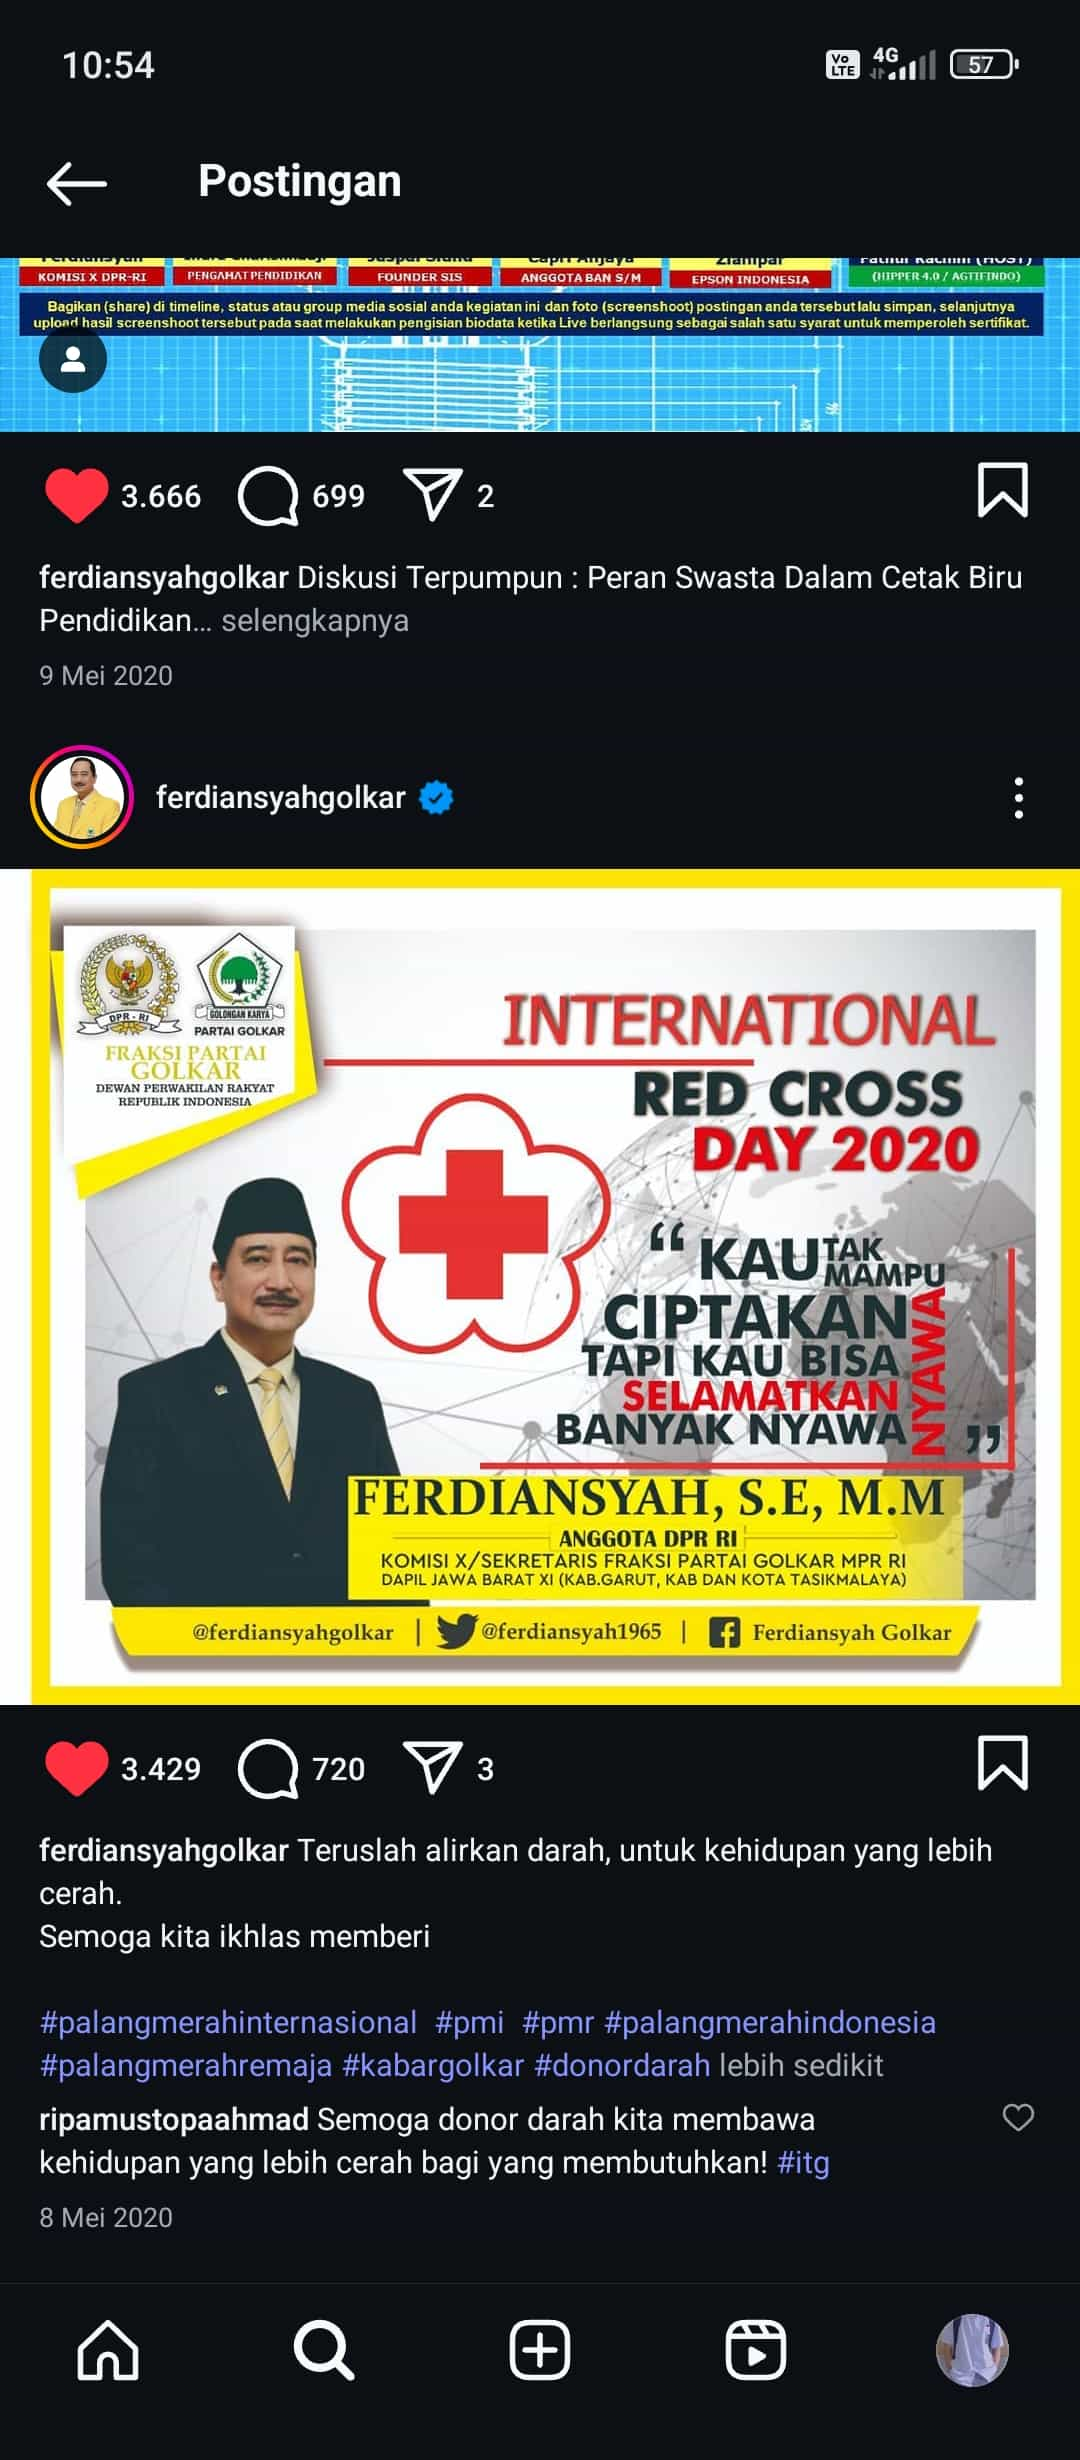 10:54
Vo LTE 4G 57
Postingan
KOMISI X DPR-RI PENGAMAT PENDIDIKAN FOUNDER SIS ANGGOTA BAN S/M EPSON INDONESIA (HIPPER 4.0 / AGTIFINDO)
Bagikan (share) di timeline, status atau group media sosial anda kegiatan ini dan foto (screenshoot) postingan anda tersebut lalu simpan, selanjutnya
upload hasil screenshoot tersebut pada saat melakukan pengisian biodata ketika Live berlangsung sebagai salah satu syarat untuk memperoleh sertifikat.
3.666 699 2
ferdiansyahgolkar Diskusi Terpumpun : Peran Swasta Dalam Cetak Biru
Pendidikan... selengkapnya
9 Mei 2020
ferdiansyahgolkar
DPR - RI
GOLONGAN KARYA
PARTAI GOLKAR
FRAKSI PARTAI
GOLKAR
DEWAN PERWAKILAN RAKYAT
REPUBLIK INDONESIA
INTERNATIONAL
RED CROSS
DAY 2020
“ KAU TAK MAMPU
CIPTAKAN NYAWA
TAPI KAU BISA
SELAMATKAN
BANYAK NYAWA ”
FERDIANSYAH, S.E, M.M
ANGGOTA DPR RI
KOMISI X/SEKRETARIS FRAKSI PARTAI GOLKAR MPR RI
DAPIL JAWA BARAT XI (KAB.GARUT, KAB DAN KOTA TASIKMALAYA)
@ferdiansyahgolkar | @ferdiansyah1965 | Ferdiansyah Golkar
3.429 720 3
ferdiansyahgolkar Teruslah alirkan darah, untuk kehidupan yang lebih
cerah.
Semoga kita ikhlas memberi
#palangmerahinternasional #pmi #pmr #palangmerahindonesia
#palangmerahremaja #kabargolkar #donordarah lebih sedikit
ripamustopaahmad Semoga donor darah kita membawa
kehidupan yang lebih cerah bagi yang membutuhkan! #itg
8 Mei 2020